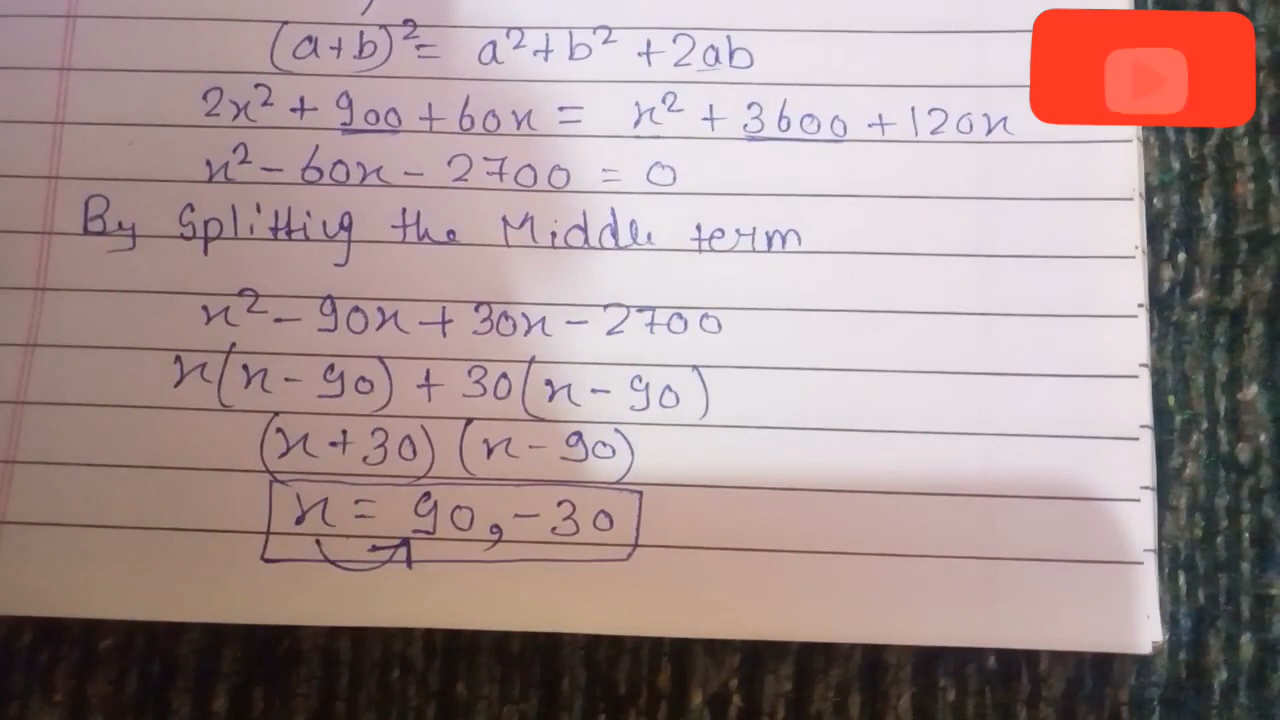 (a+b)²= a²+b²+2ab
2x²+900+60x = x²+3600+120x
x²-60x-2700=0
By Splitting the Middle term
x²-90x+30x-2700
x(x-90)+30(x-90)
(x+30)(x-90)
x= 90,-30